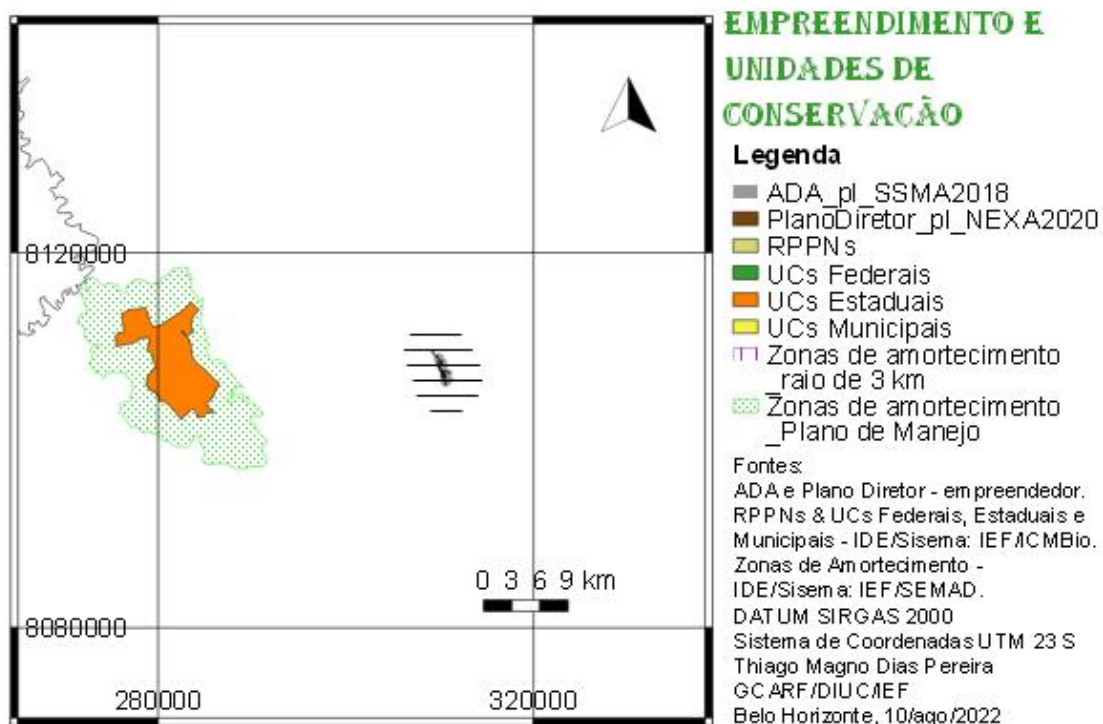 EMPREENDIMENTO E
UNIDADES DE
CONSERVAÇÃO
Legenda
ADA_pl_SSMA2018
PlanoDiretor_pl_NEXA2020
RPPNs
UCs Federais
UCs Estaduais
UCs Municipais
Zonas de amortecimento
_raio de 3 km
Zonas de amortecimento
_Plano de Manejo
Fontes:
ADA e Plano Diretor - empreendedor.
RPPNs & UCs Federais, Estaduais e
Municipais - IDE/Sisema: IEF/ICMBio.
Zonas de Amortecimento -
IDE/Sisema: IEF/SEMAD.
DATUM SIRGAS 2000
Sistema de Coordenadas UTM 23 S
Thiago Magno Dias Pereira
GCARF/DIUC/IEF
Belo Horizonte, 10/ago/2022
8120000
0 3 6 9 km
8080000
280000
320000